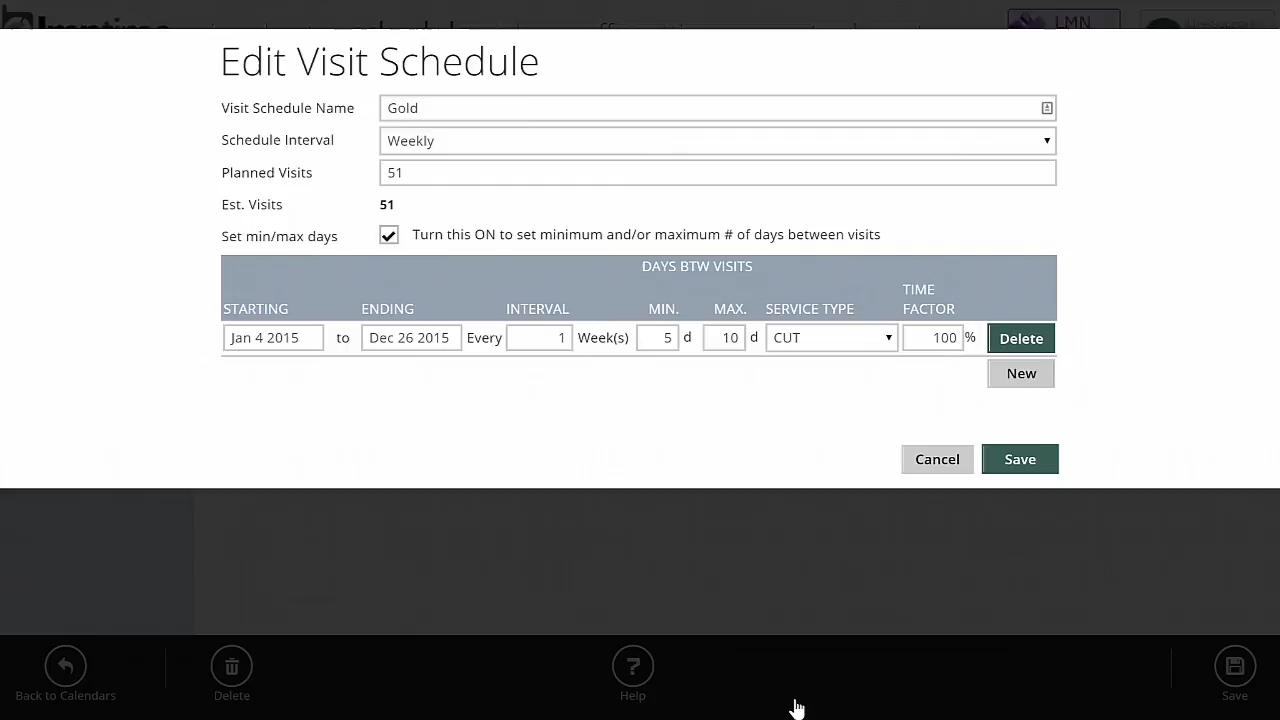 LMN
Edit Visit Schedule
Visit Schedule Name Gold
Schedule Interval Weekly
Planned Visits 51
Est. Visits 51
Set min/max days Turn this ON to set minimum and/or maximum # of days between visits
DAYS BTW VISITS
STARTING ENDING INTERVAL MIN. MAX. SERVICE TYPE TIME FACTOR
Jan 4 2015 to Dec 26 2015 Every 1 Week(s) 5 d 10 d CUT 100 % Delete
New
Cancel Save
Back to Calendars Delete ? Help Save